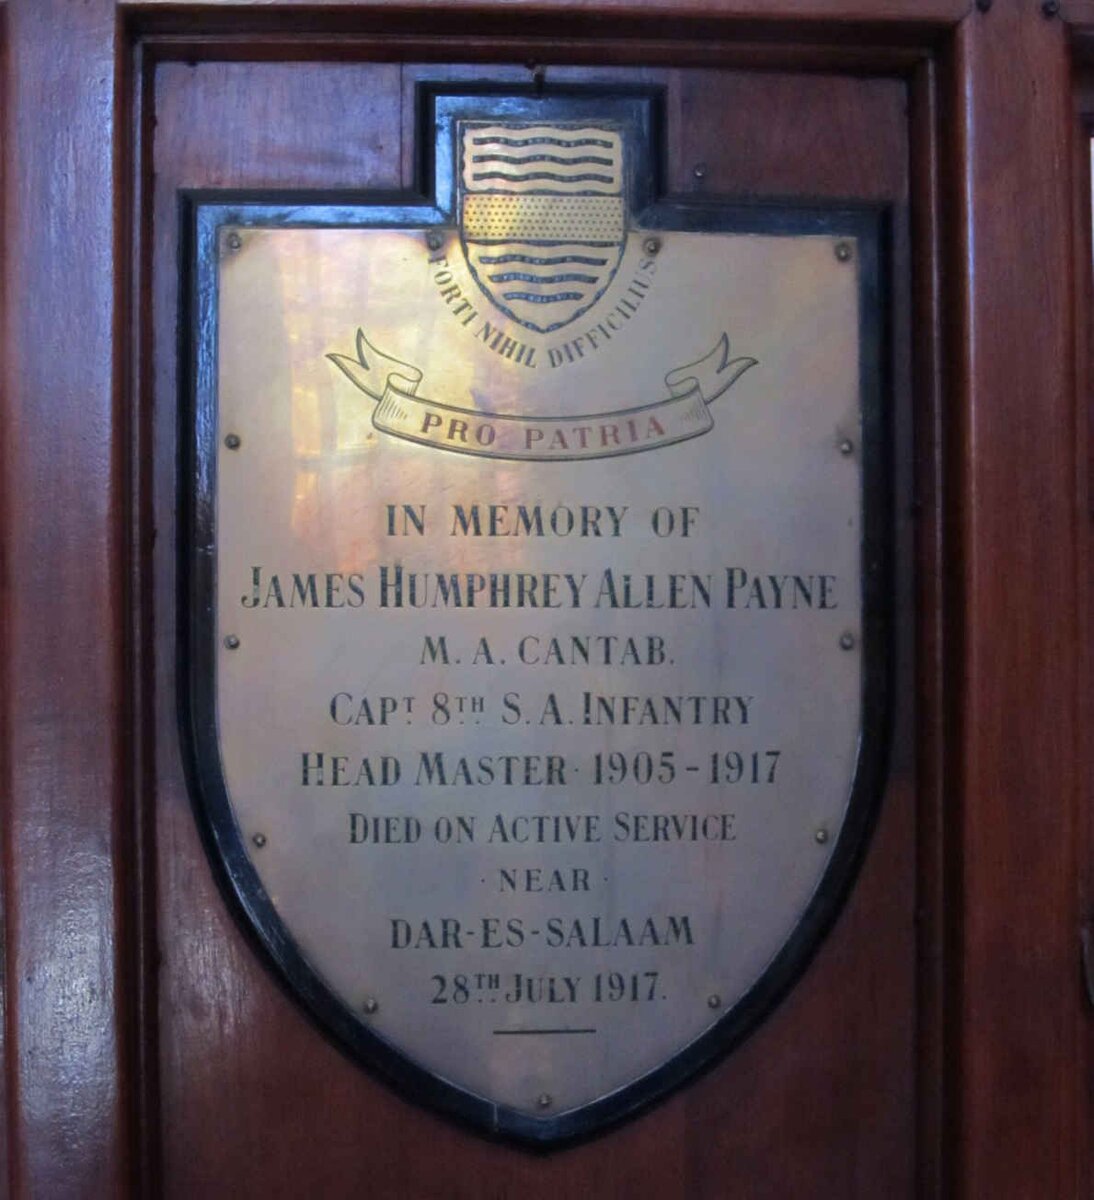 FORTI NIHIL DIFFICILIUS
PRO PATRIA
IN MEMORY OF
JAMES HUMPHREY ALLEN PAYNE
M. A. CANTAB.
CAPT. 8TH S. A. INFANTRY
HEAD MASTER · 1905 - 1917
DIED ON ACTIVE SERVICE
· NEAR ·
DAR-ES-SALAAM
28TH JULY 1917.